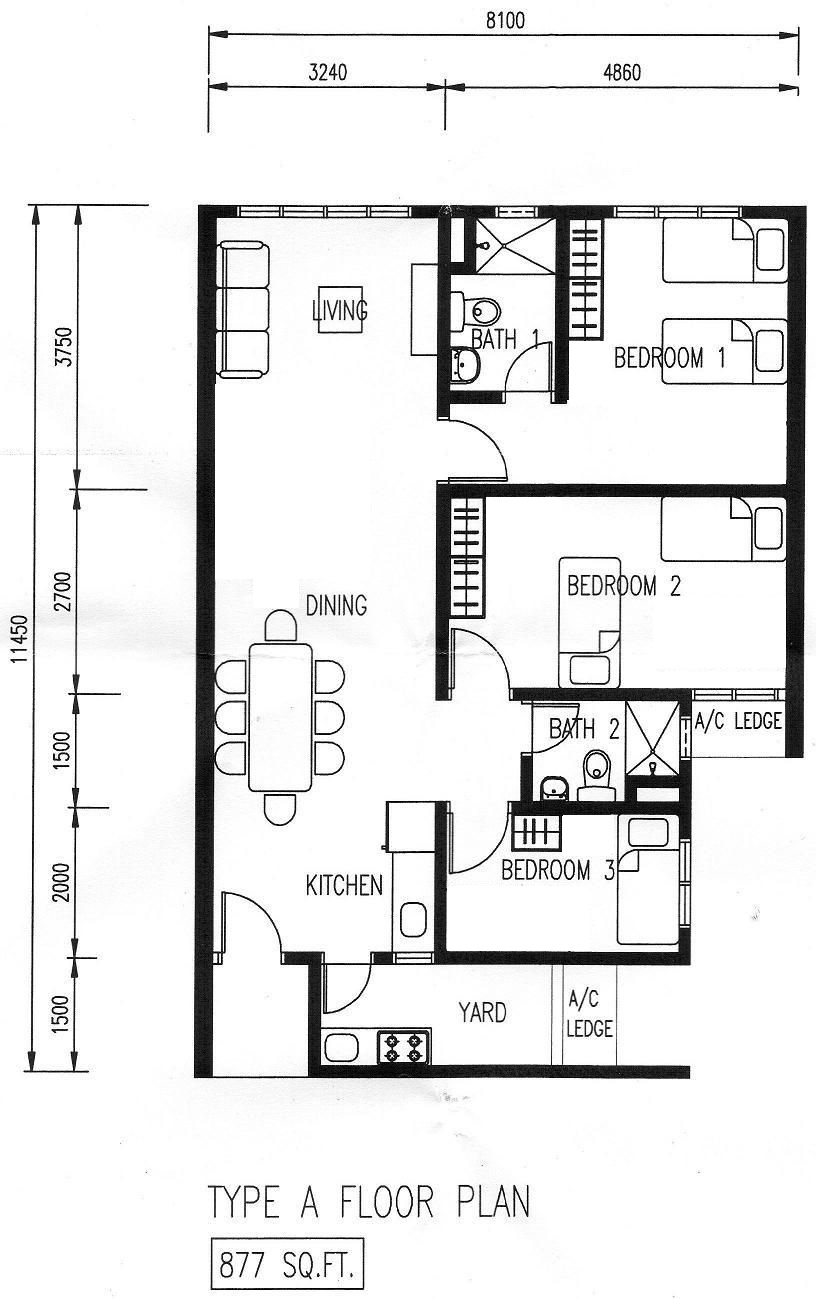 8100
3240
4860
3750
2700
11450
1500
2000
1500
LIVING
BATH 1
BEDROOM 1
DINING
BEDROOM 2
BATH 2
A/C LEDGE
KITCHEN
BEDROOM 3
YARD
A/C
LEDGE
TYPE A FLOOR PLAN
877 SQ.FT.